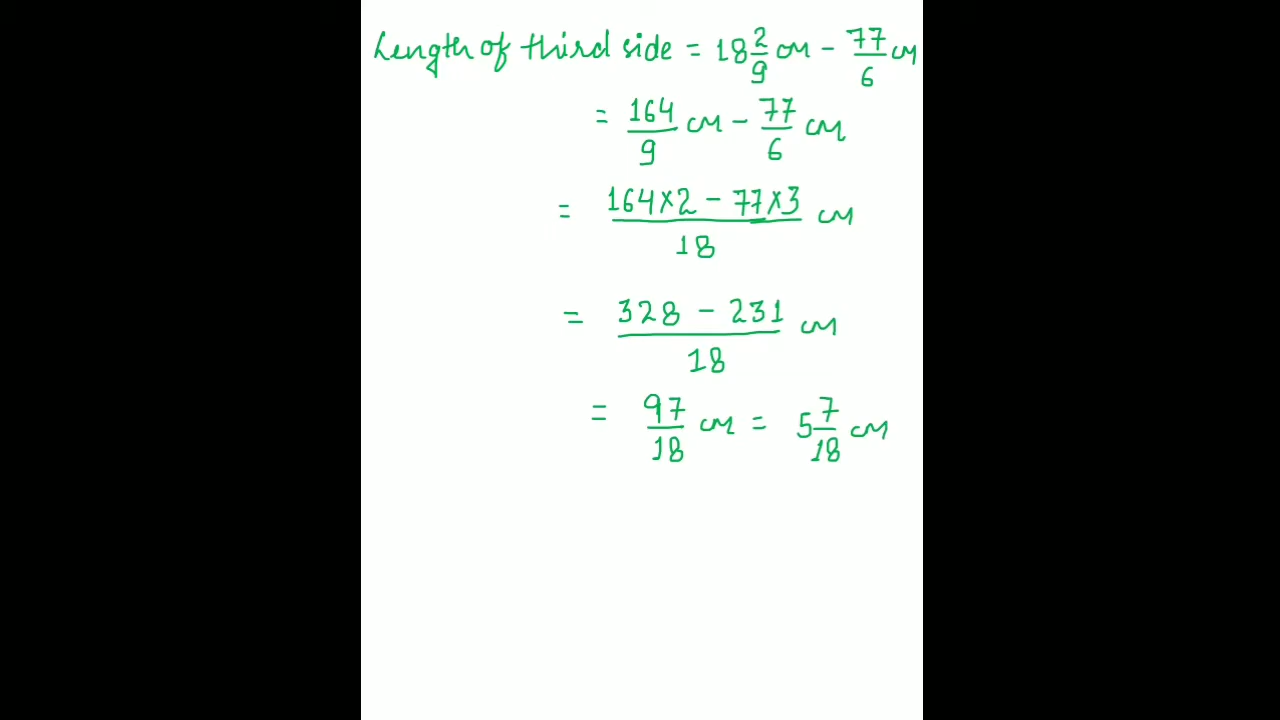 Length of third side = 18 2/9 cm - 77/6 cm
= 164/9 cm - 77/6 cm
= 164×2 - 77×3 / 18 cm
= 328 - 231 / 18 cm
= 97/18 cm = 5 7/18 cm